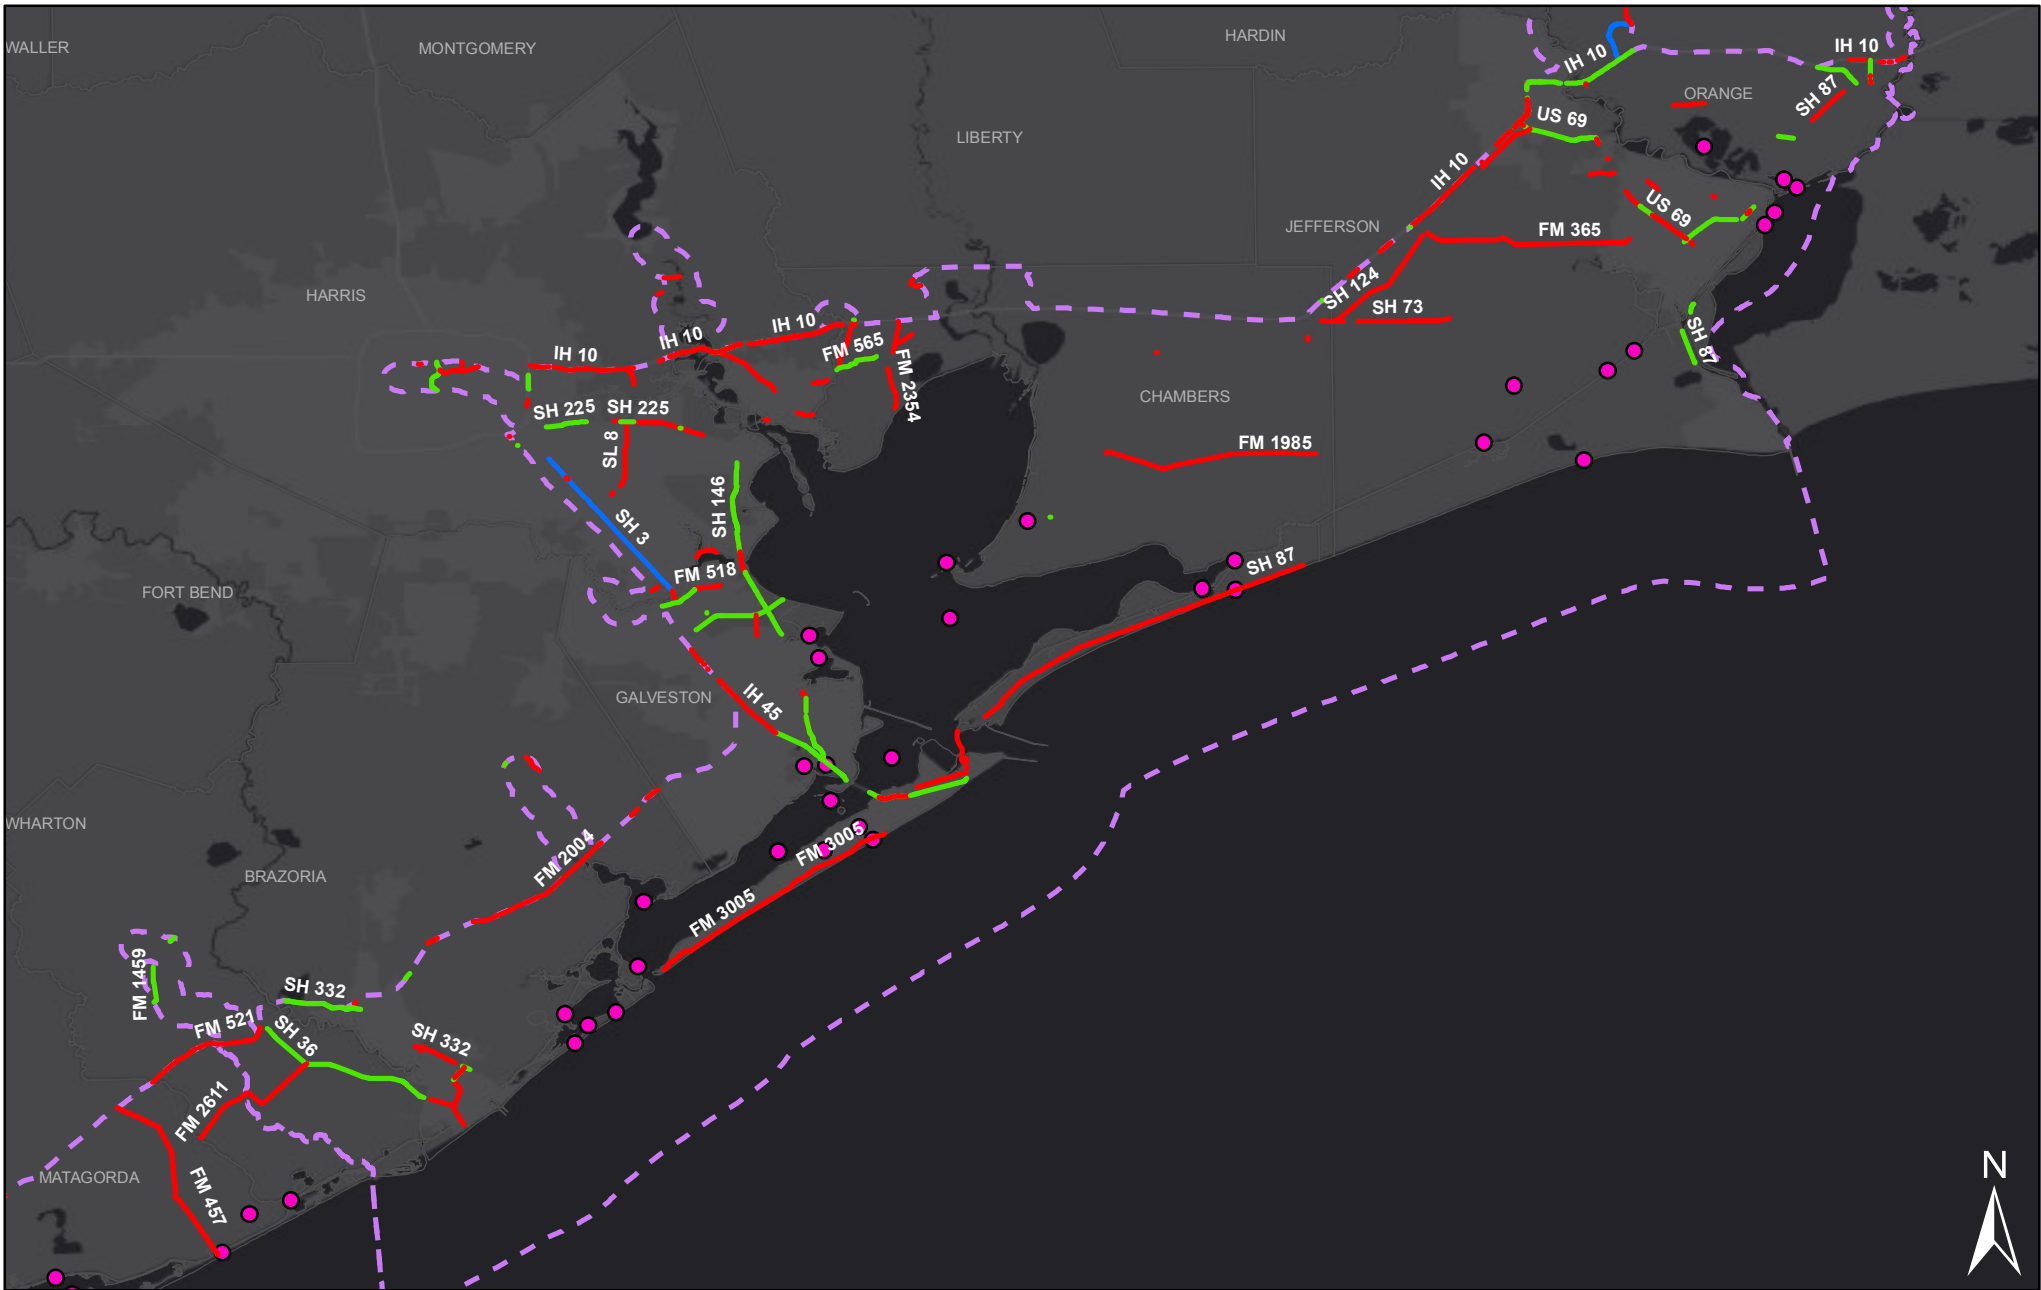 WALLER
MONTGOMERY
HARDIN
IH 10
IH 10
ORANGE
SH 87
US 69
LIBERTY
IH 10
US 69
JEFFERSON
FM 365
HARRIS
SH 124
SH 73
SH 87
IH 10
IH 10
IH 10
FM 565
FM 2354
CHAMBERS
SH 225
SH 225
SL 8
FM 1985
SH 146
SH 3
FM 518
SH 87
FORT BEND
GALVESTON
IH 45
WHARTON
FM 2004
FM 3005
BRAZORIA
FM 3005
FM 1459
SH 332
FM 521
SH 36
SH 332
FM 2611
MATAGORDA
FM 457
N